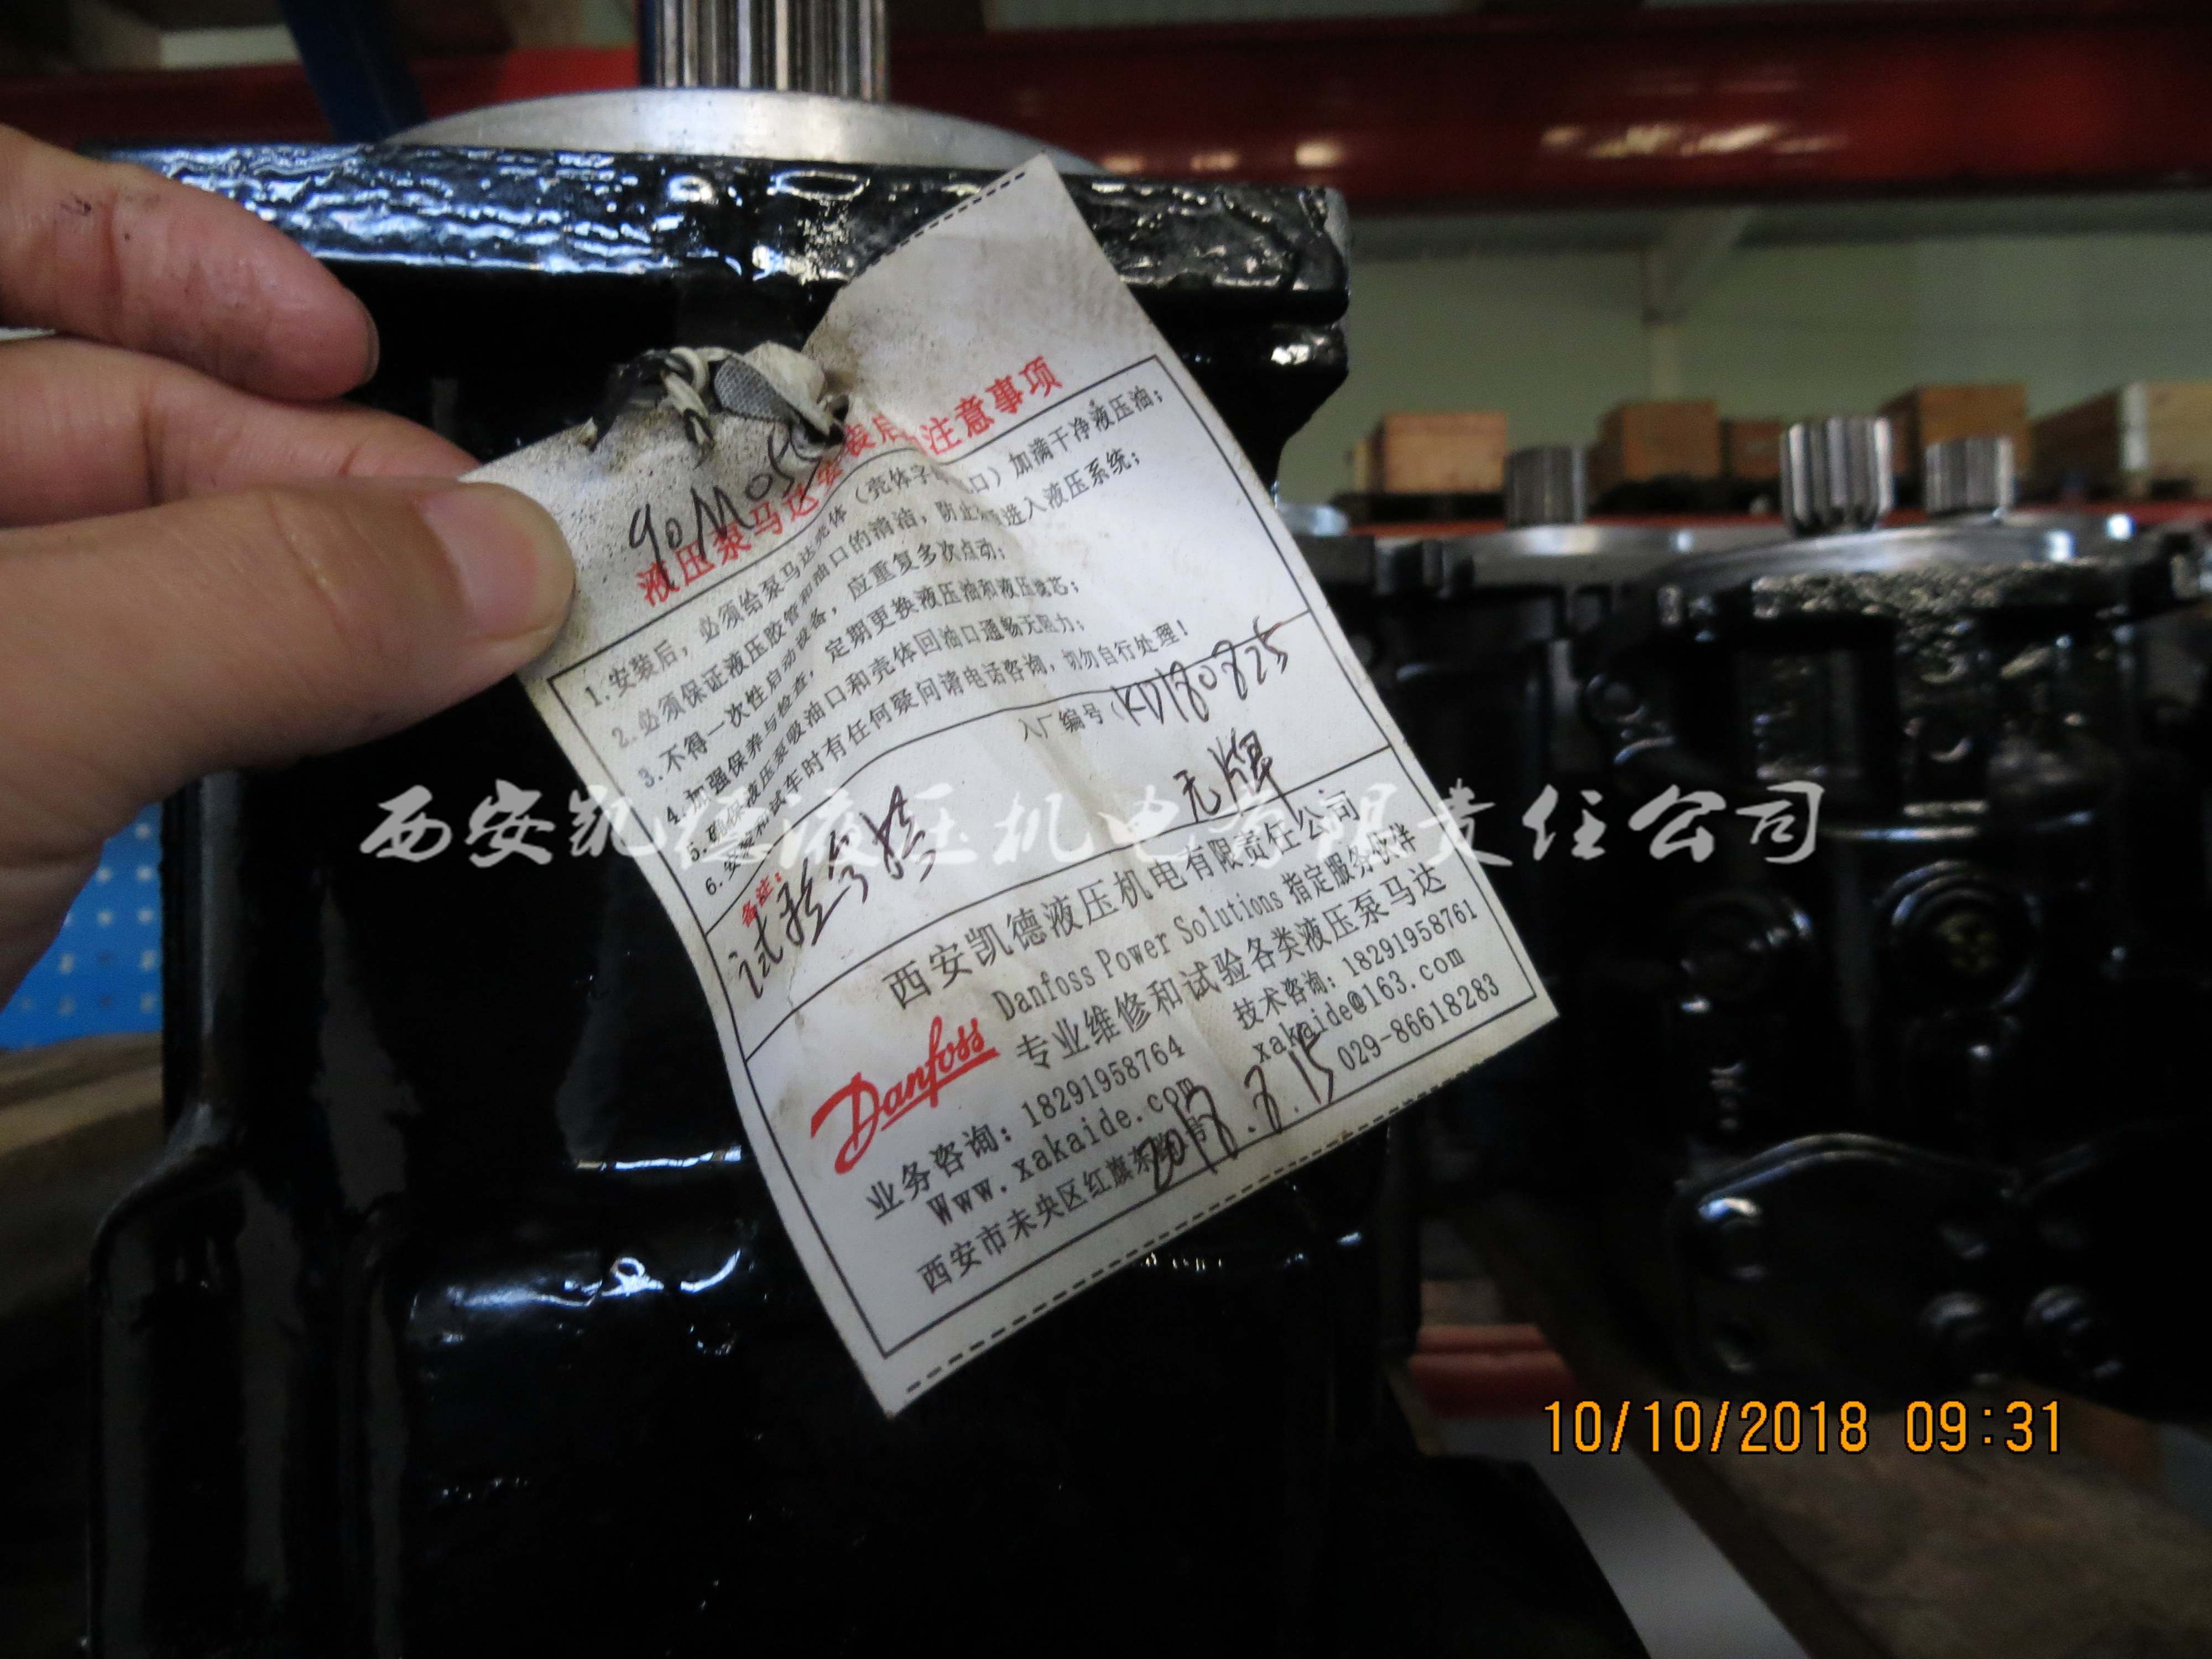 90M
液压泵马达安装后注意事项
1.安装后，必须给泵马达壳体（壳体字 口）加满干净液压油；
2.必须保证液压胶管和油口的清洁，防止 进入液压系统；
3.不得一次性启动设备，应重复多次点动；
4.加强保养与检查，定期更换液压油和液压滤芯；
5.确保液压泵吸油口和壳体回油口通畅无阻力；
6.安装和试车时有任何疑问请电话咨询，切勿自行处理！
入厂编号（KD180825
备注：
无牌
试验合格
西安凯德液压机电有限责任公司
Danfoss Power Solutions 指定服务伙伴
专业维修和试验各类液压泵马达
Danfoss
业务咨询：18291958764
技术咨询：18291958761
Www.xakaide.com
xakaide@163.com
西安市未央区红旗东路
029-86618283
2018.8.15
西安凯德液压机电有限责任公司
10/10/2018 09:31